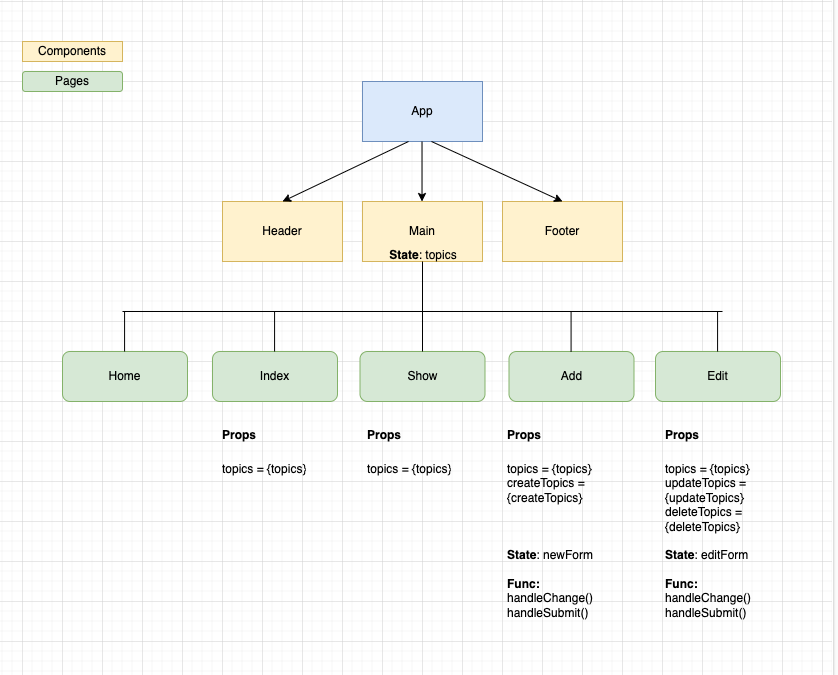 Components
Pages
App
Header
Main
State: topics
Footer
Home
Index
Show
Add
Edit
Props
topics = {topics}
Props
topics = {topics}
Props
topics = {topics}
createTopics =
{createTopics}
State: newForm
Func:
handleChange()
handleSubmit()
Props
topics = {topics}
updateTopics =
{updateTopics}
deleteTopics =
{deleteTopics}
State: editForm
Func:
handleChange()
handleSubmit()